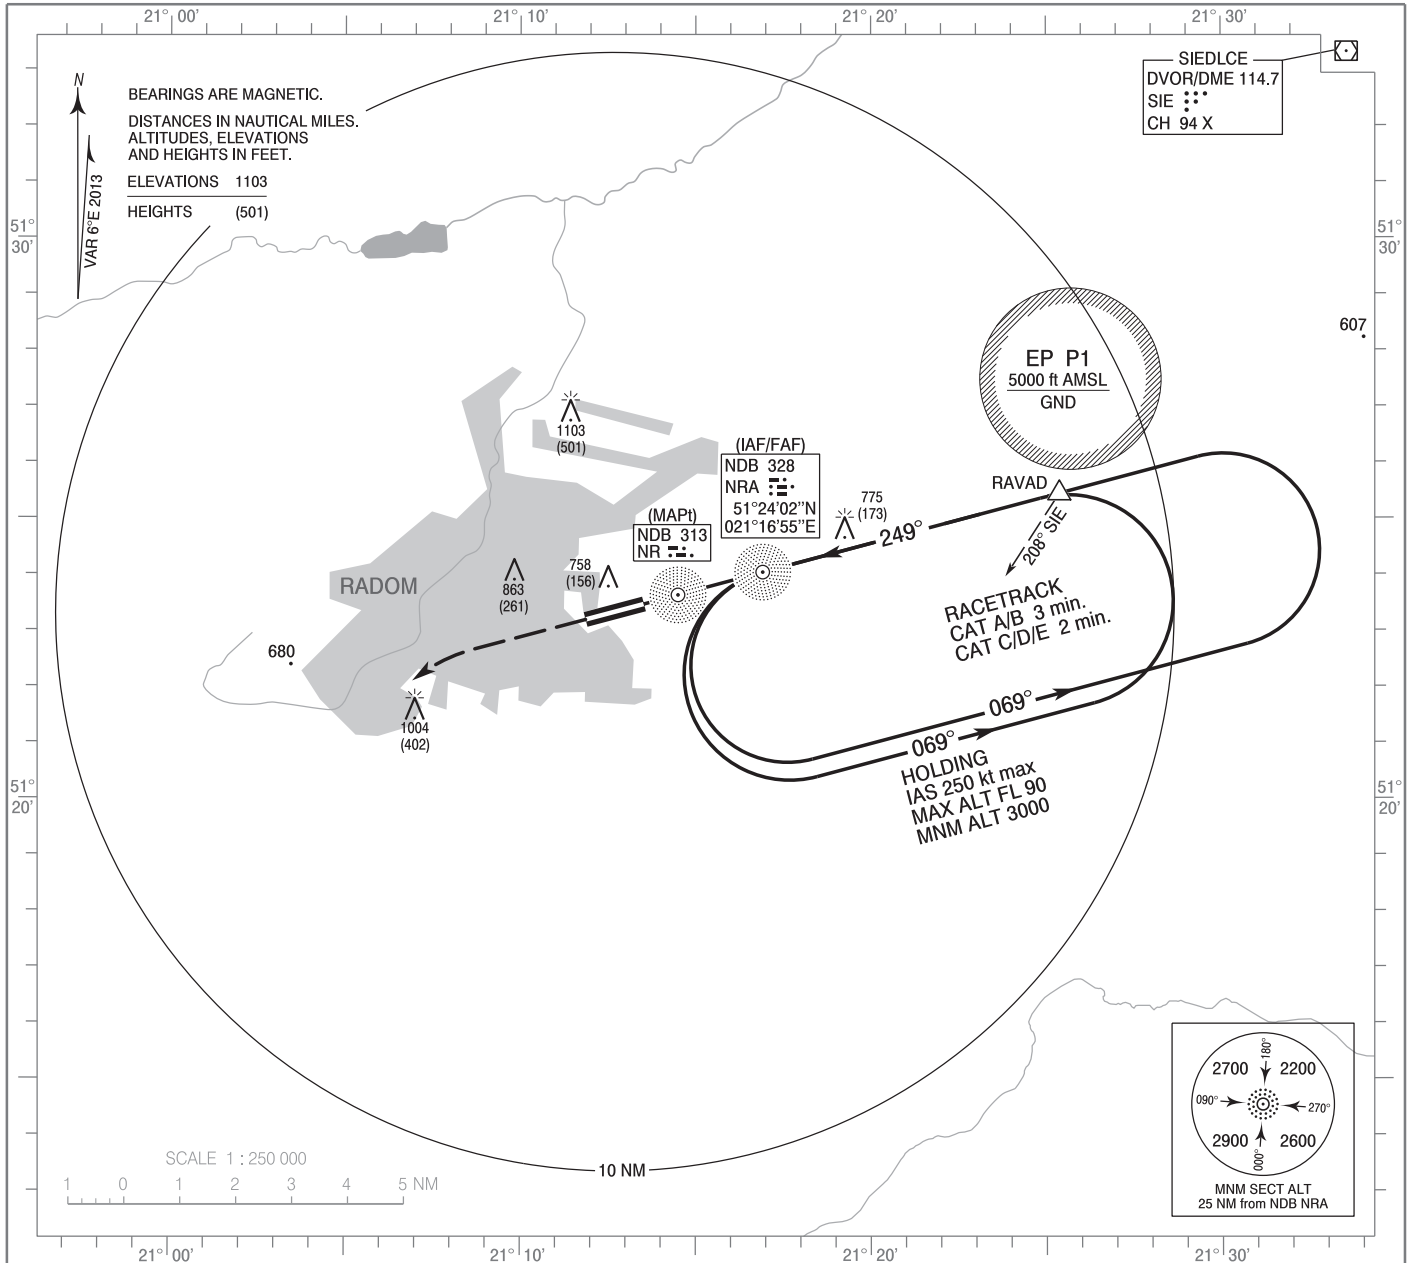 21° 00'
21° 10'
21° 20'
21° 30'
N
VAR 6°E 2013
BEARINGS ARE MAGNETIC.
DISTANCES IN NAUTICAL MILES.
ALTITUDES, ELEVATIONS
AND HEIGHTS IN FEET.
ELEVATIONS 1103
HEIGHTS (501)
SIEDLCE
DVOR/DME 114.7
SIE
CH 94 X
51°
30'
51°
30'
607
EP P1
5000 ft AMSL
GND
1103
(501)
(IAF/FAF)
NDB 328
NRA
51°24'02"N
021°16'55"E
775
(173)
RAVAD
208° SIE
249°
(MAPt)
NDB 313
NR
758
(156)
863
(261)
RADOM
RACETRACK
CAT A/B 3 min.
CAT C/D/E 2 min.
680
1004
(402)
069°
069°
HOLDING
IAS 250 kt max
MAX ALT FL 90
MNM ALT 3000
51°
20'
51°
20'
SCALE 1 : 250 000
1 0 1 2 3 4 5 NM
10 NM
2700 180° 2200
090° 270°
2900 000° 2600
MNM SECT ALT
25 NM from NDB NRA
21° 00'
21° 10'
21° 20'
21° 30'